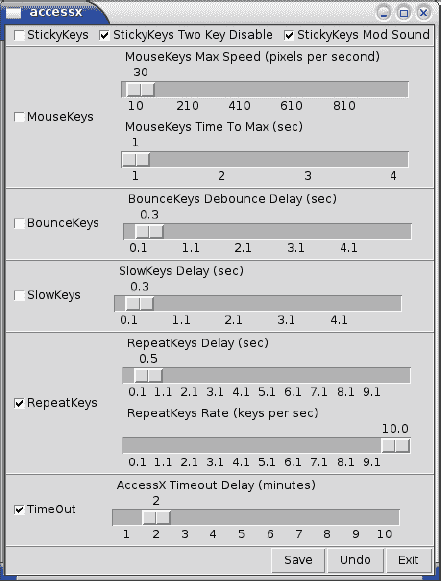 accessx
StickyKeys StickyKeys Two Key Disable StickyKeys Mod Sound
MouseKeys Max Speed (pixels per second)
30
10 210 410 610 810
MouseKeys
MouseKeys Time To Max (sec)
1
1 2 3 4
BounceKeys Debounce Delay (sec)
0.3
BounceKeys
0.1 1.1 2.1 3.1 4.1
SlowKeys Delay (sec)
0.3
SlowKeys
0.1 1.1 2.1 3.1 4.1
RepeatKeys Delay (sec)
0.5
0.1 1.1 2.1 3.1 4.1 5.1 6.1 7.1 8.1 9.1
RepeatKeys
RepeatKeys Rate (keys per sec)
10.0
0.1 1.1 2.1 3.1 4.1 5.1 6.1 7.1 8.1 9.1
AccessX Timeout Delay (minutes)
2
TimeOut
1 2 3 4 5 6 7 8 9 10
Save Undo Exit